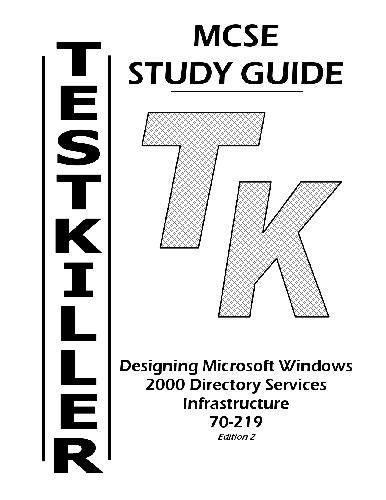 TESTKILLER
MCSE
STUDY GUIDE
TK
Designing Microsoft Windows
2000 Directory Services
Infrastructure
70-219
Edition 2